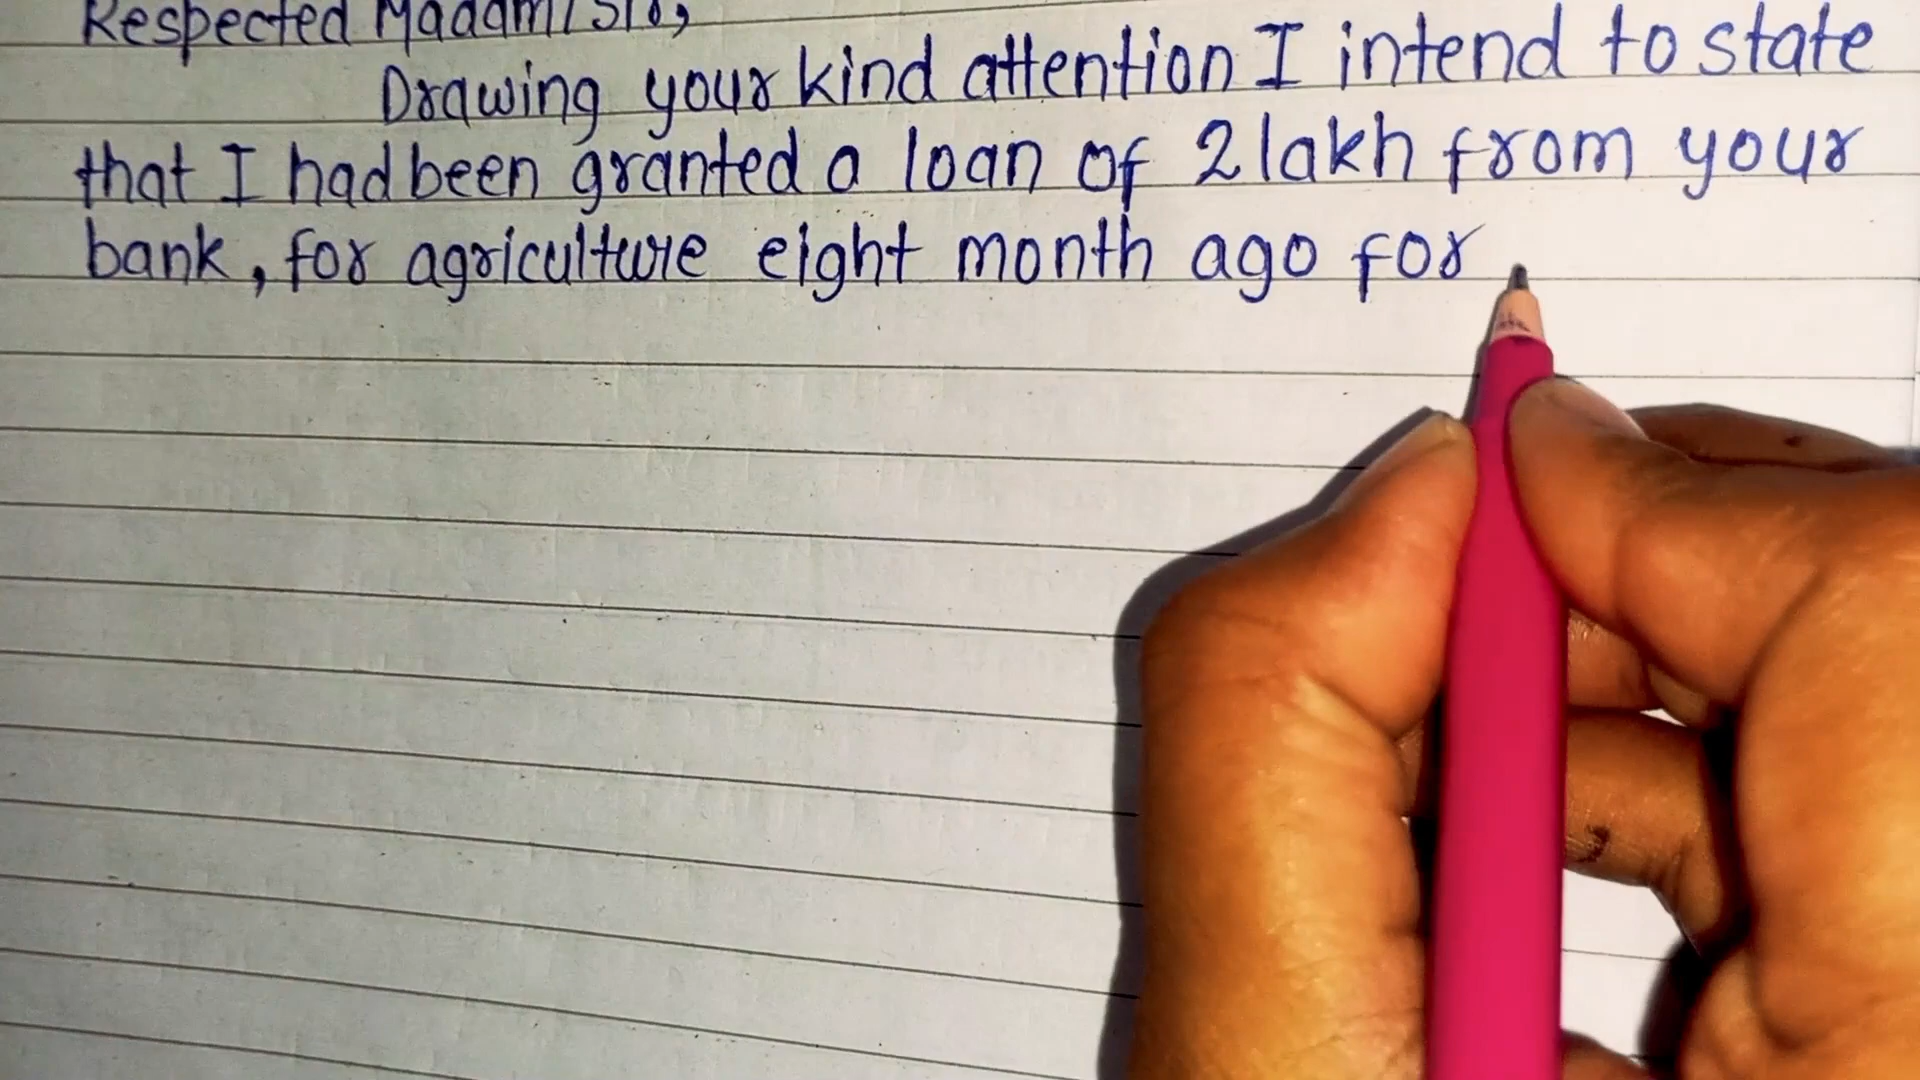 Respected Madam/Sir,
Drawing your kind attention I intend to state
that I had been granted a loan of 2 lakh from your
bank, for agriculture eight month ago for